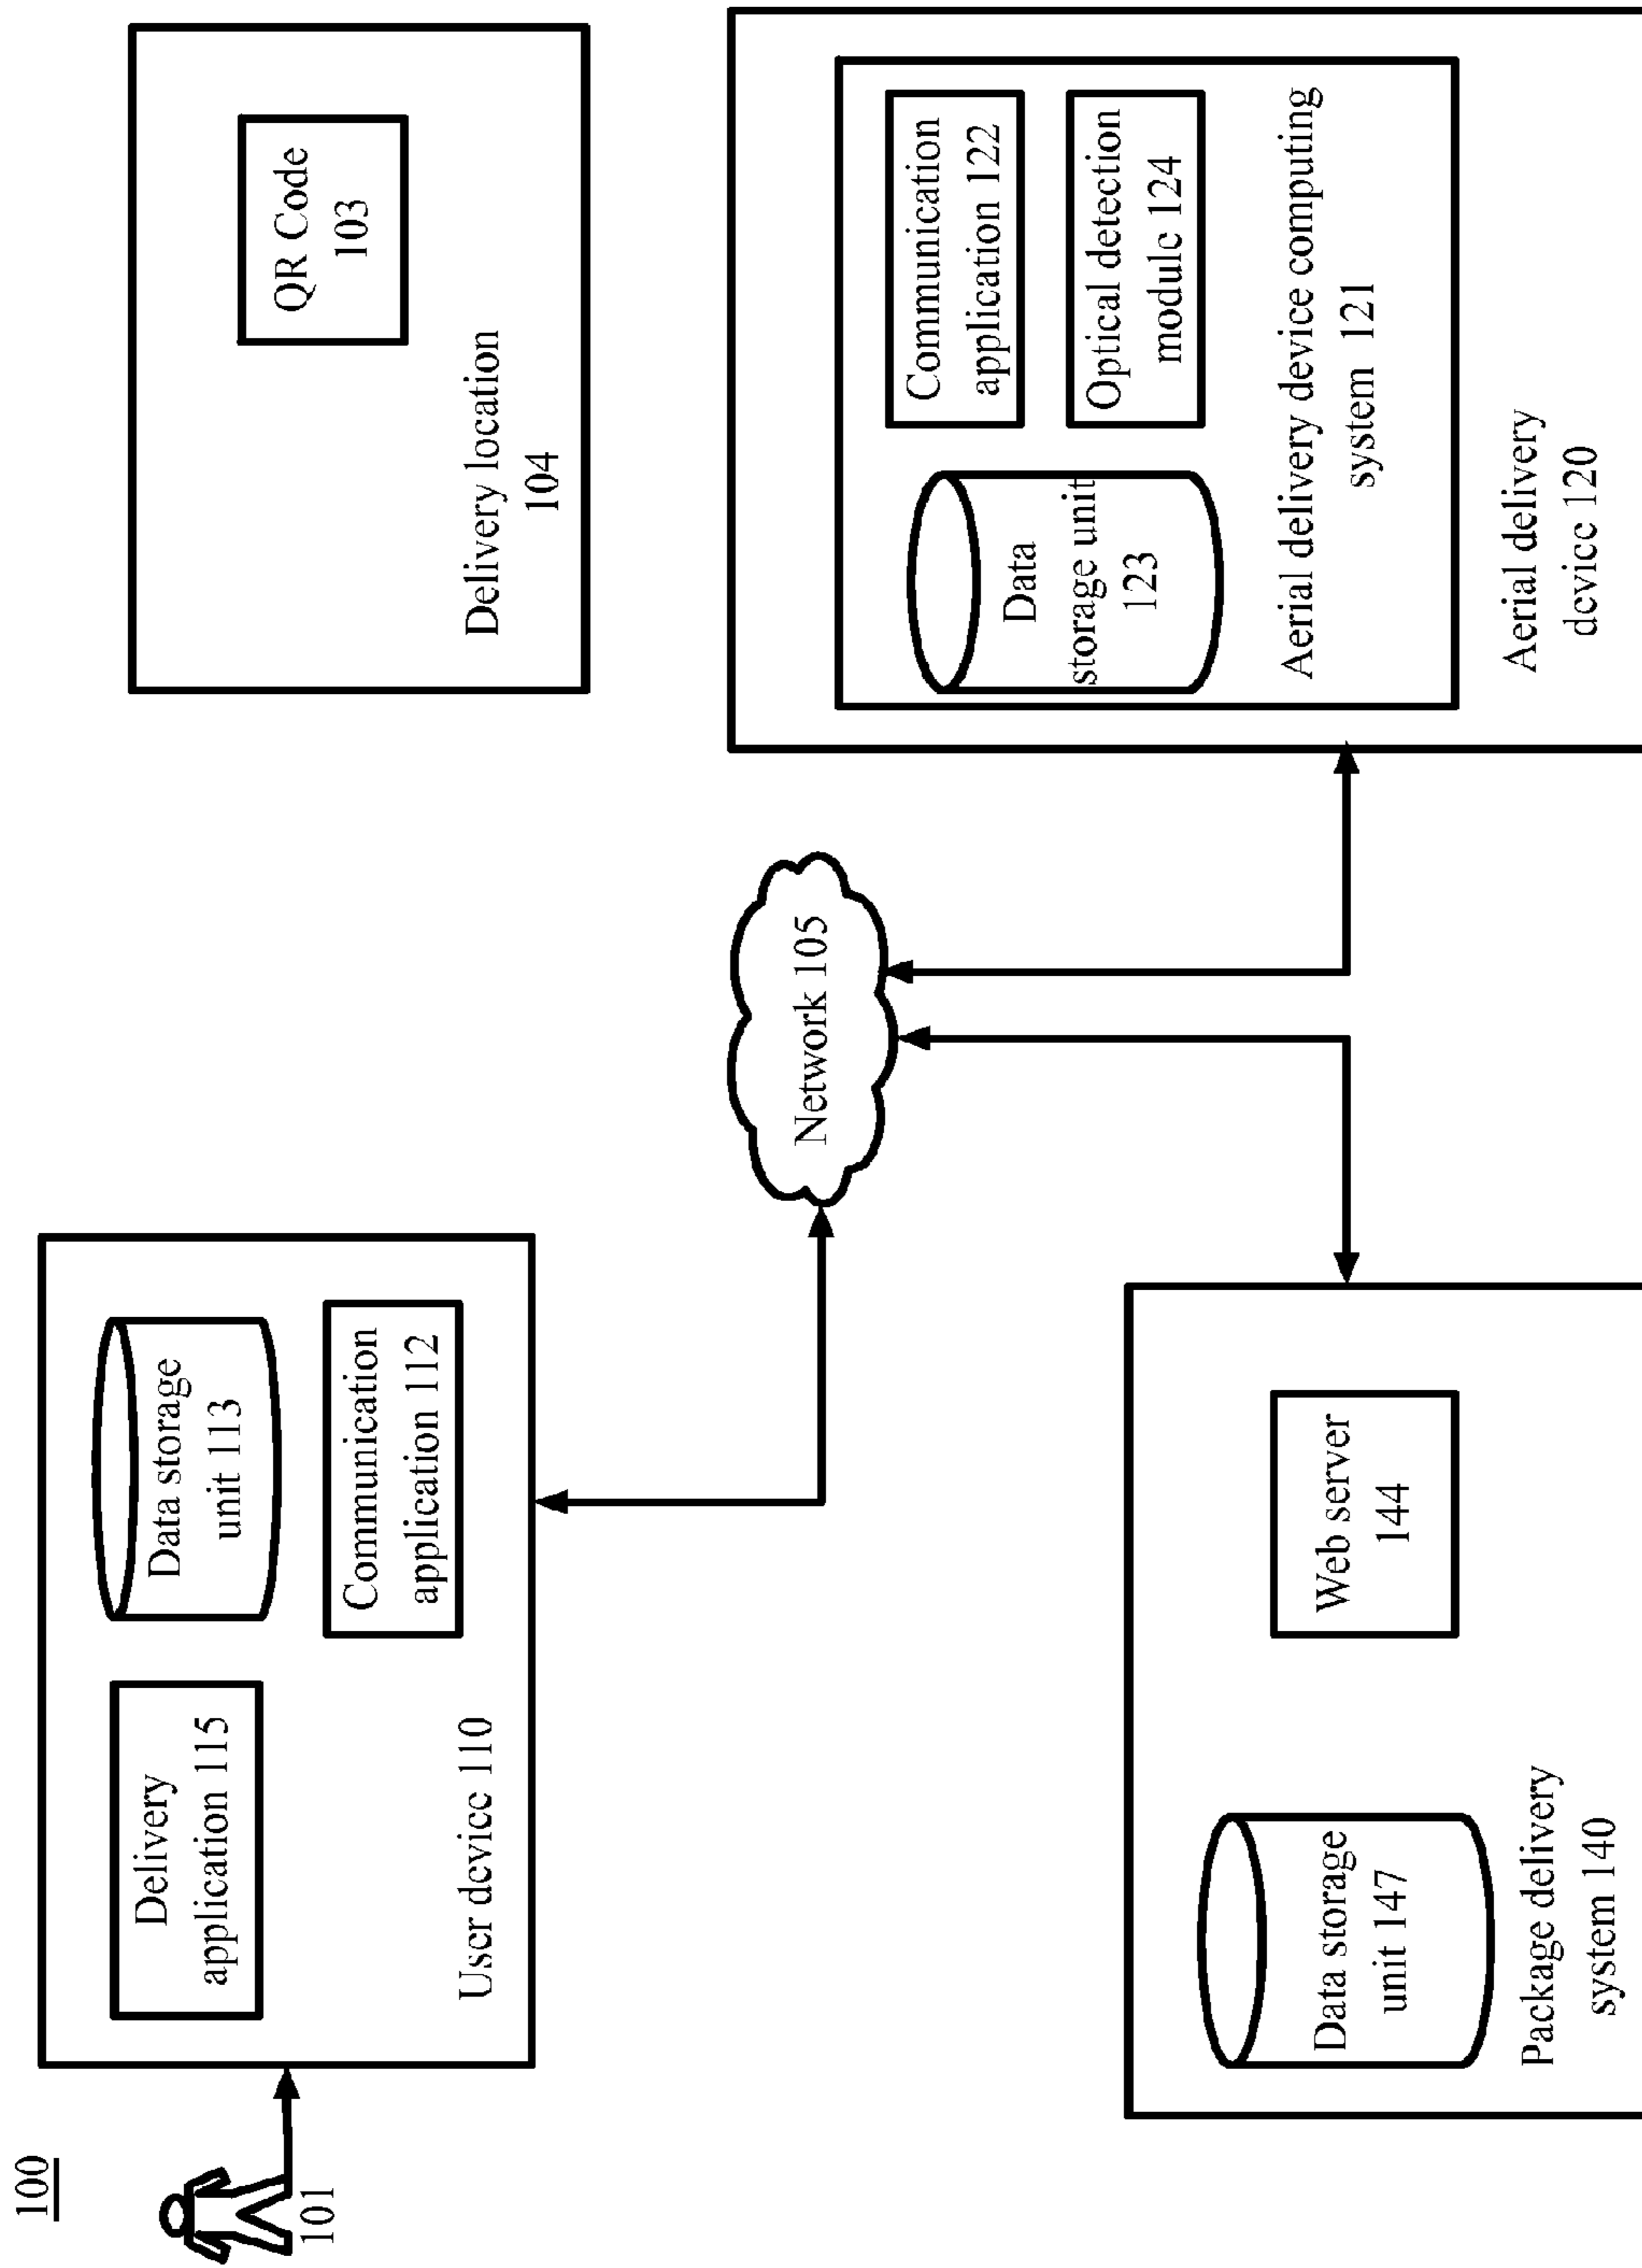 100
101
Delivery
application 115
Data storage
unit 113
Communication
application 112
User device 110
QR Code
103
Delivery location
104
Network 105
Data storage
unit 147
Web server
144
Package delivery
system 140
Data
storage unit
123
Communication
application 122
Optical detection
module 124
Aerial delivery device computing
system 121
Aerial delivery
device 120